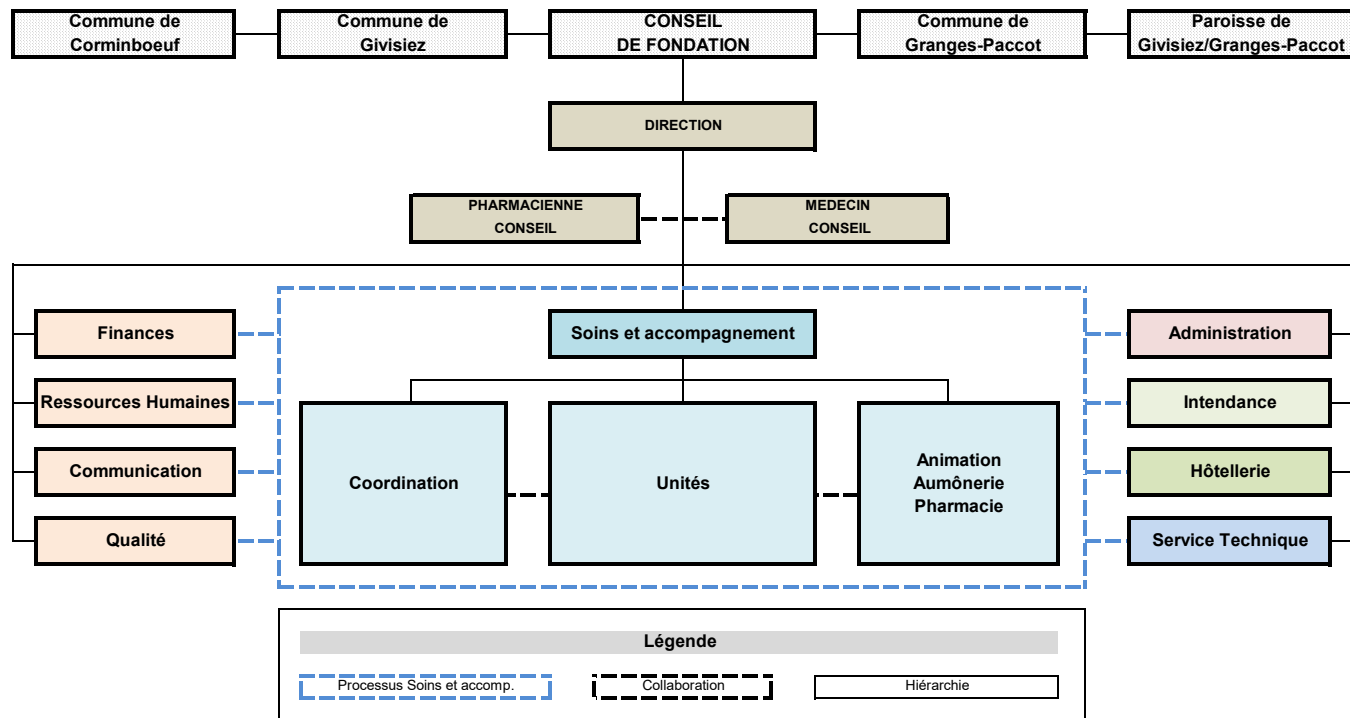 Commune de
Corminboeuf
Commune de
Givisiez
CONSEIL
DE FONDATION
Commune de
Granges-Paccot
Paroisse de
Givisiez/Granges-Paccot
DIRECTION
PHARMACIENNE
CONSEIL
MEDECIN
CONSEIL
Finances
Soins et accompagnement
Administration
Ressources Humaines
Intendance
Communication
Coordination
Unités
Animation
Aumônerie
Pharmacie
Hôtellerie
Qualité
Service Technique
Légende
Processus Soins et accomp.
Collaboration
Hiérarchie